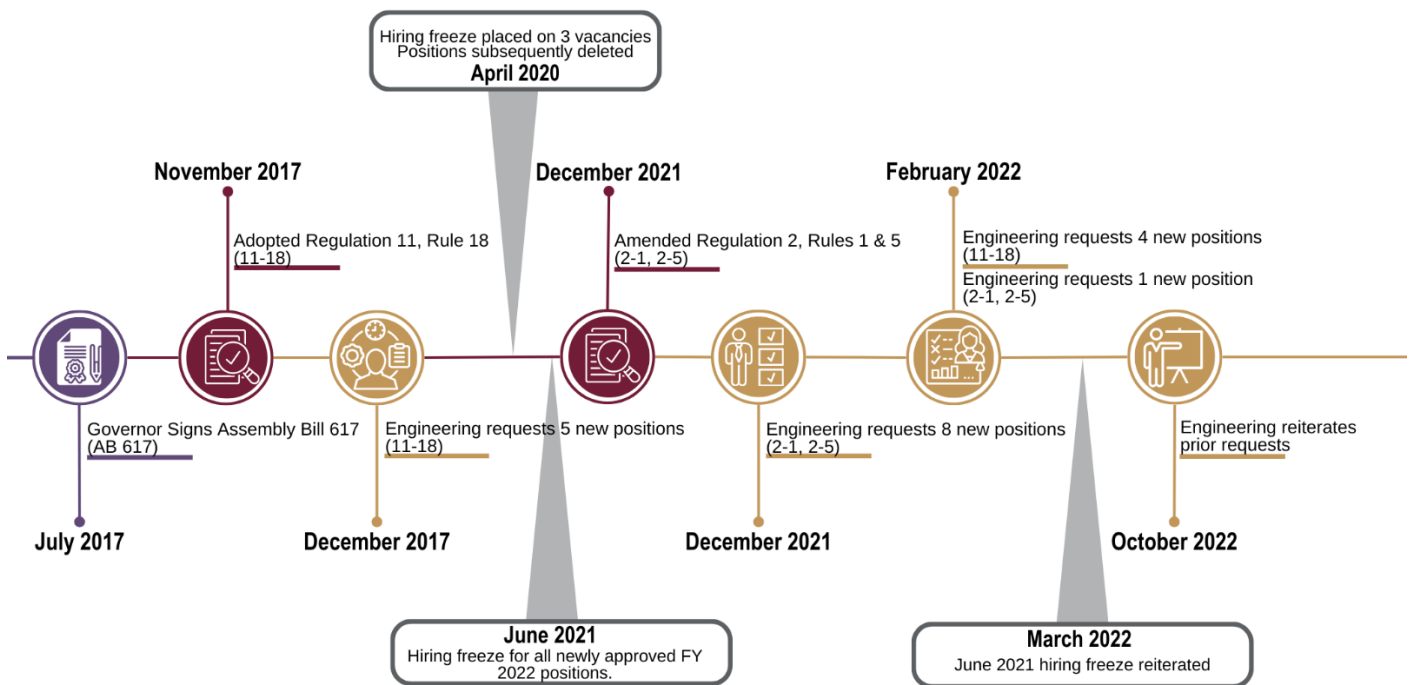 Hiring freeze placed on 3 vacancies
Positions subsequently deleted
April 2020
November 2017
Adopted Regulation 11, Rule 18
(11-18)
December 2021
Amended Regulation 2, Rules 1 & 5
(2-1, 2-5)
February 2022
Engineering requests 4 new positions
(11-18)
Engineering requests 1 new position
(2-1, 2-5)
Governor Signs Assembly Bill 617
(AB 617)
July 2017
Engineering requests 5 new positions
(11-18)
December 2017
Engineering requests 8 new positions
(2-1, 2-5)
December 2021
Engineering reiterates
prior requests
October 2022
June 2021
Hiring freeze for all newly approved FY
2022 positions.
March 2022
June 2021 hiring freeze reiterated